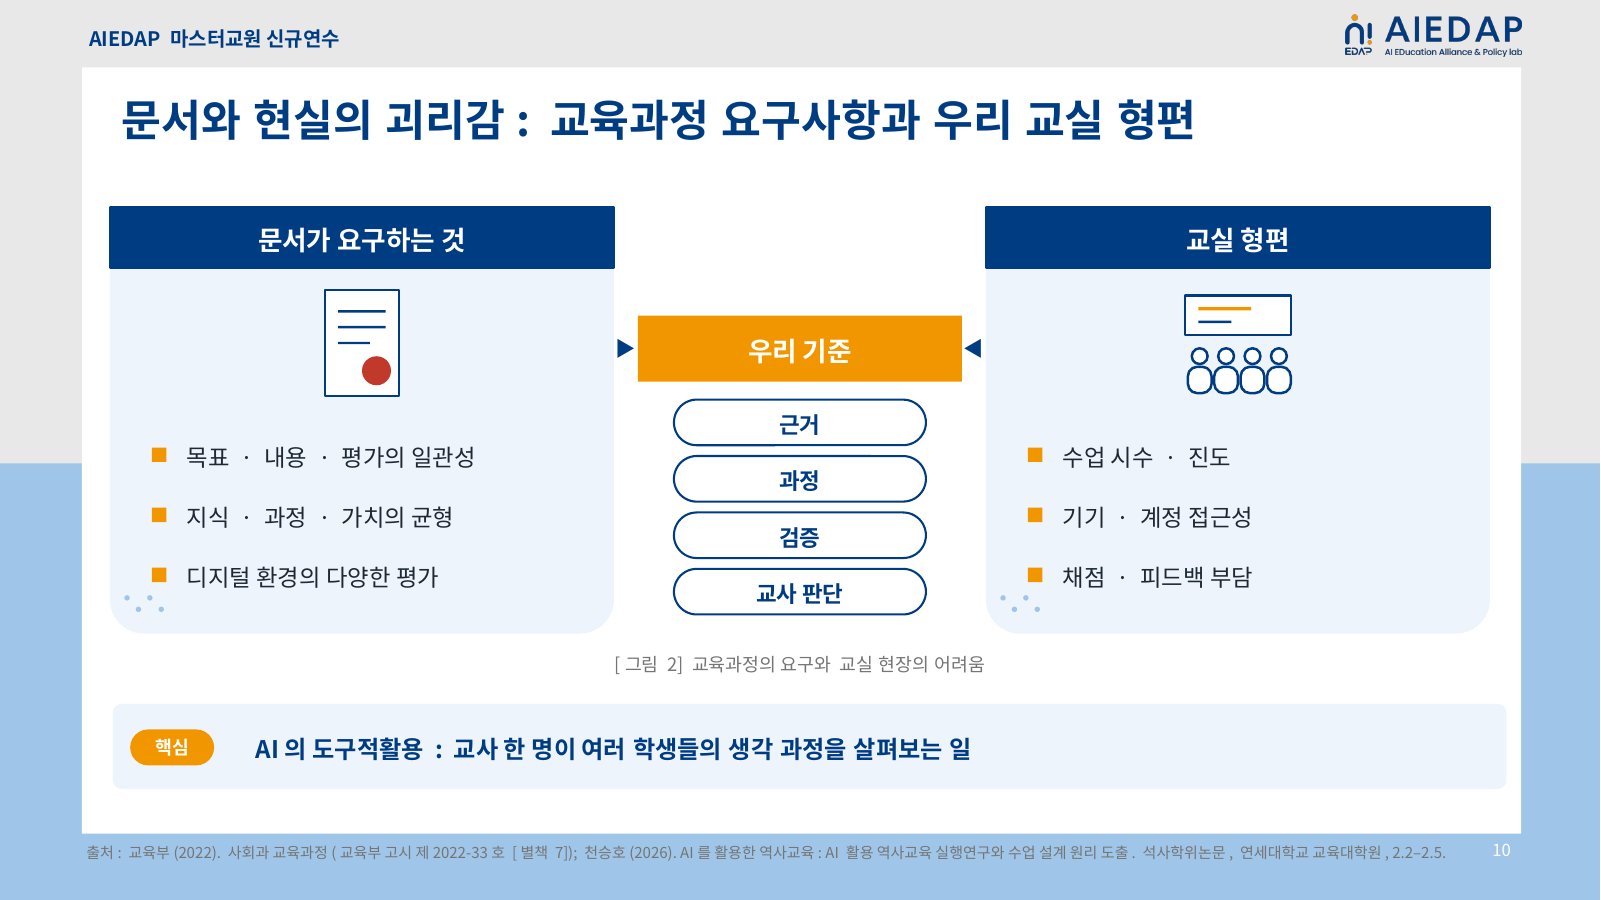 AIEDAP 마스터교원 신규연수
AIEDAP
EDAP
AI EDucation Alliance & Policy lab
문서와 현실의 괴리감 : 교육과정 요구사항과 우리 교실 형편
문서가 요구하는 것
목표 · 내용 · 평가의 일관성
지식 · 과정 · 가치의 균형
디지털 환경의 다양한 평가
우리 기준
근거
과정
검증
교사 판단
교실 형편
수업 시수 · 진도
기기 · 계정 접근성
채점 · 피드백 부담
[ 그림 2] 교육과정의 요구와 교실 현장의 어려움
핵심
AI 의 도구적활용 : 교사 한 명이 여러 학생들의 생각 과정을 살펴보는 일
출처 : 교육부 (2022). 사회과 교육과정 ( 교육부 고시 제 2022-33 호 [ 별책 7]); 천승호 (2026). AI 를 활용한 역사교육 : AI 활용 역사교육 실행연구와 수업 설계 원리 도출 . 석사학위논문 , 연세대학교 교육대학원 , 2.2–2.5.
10